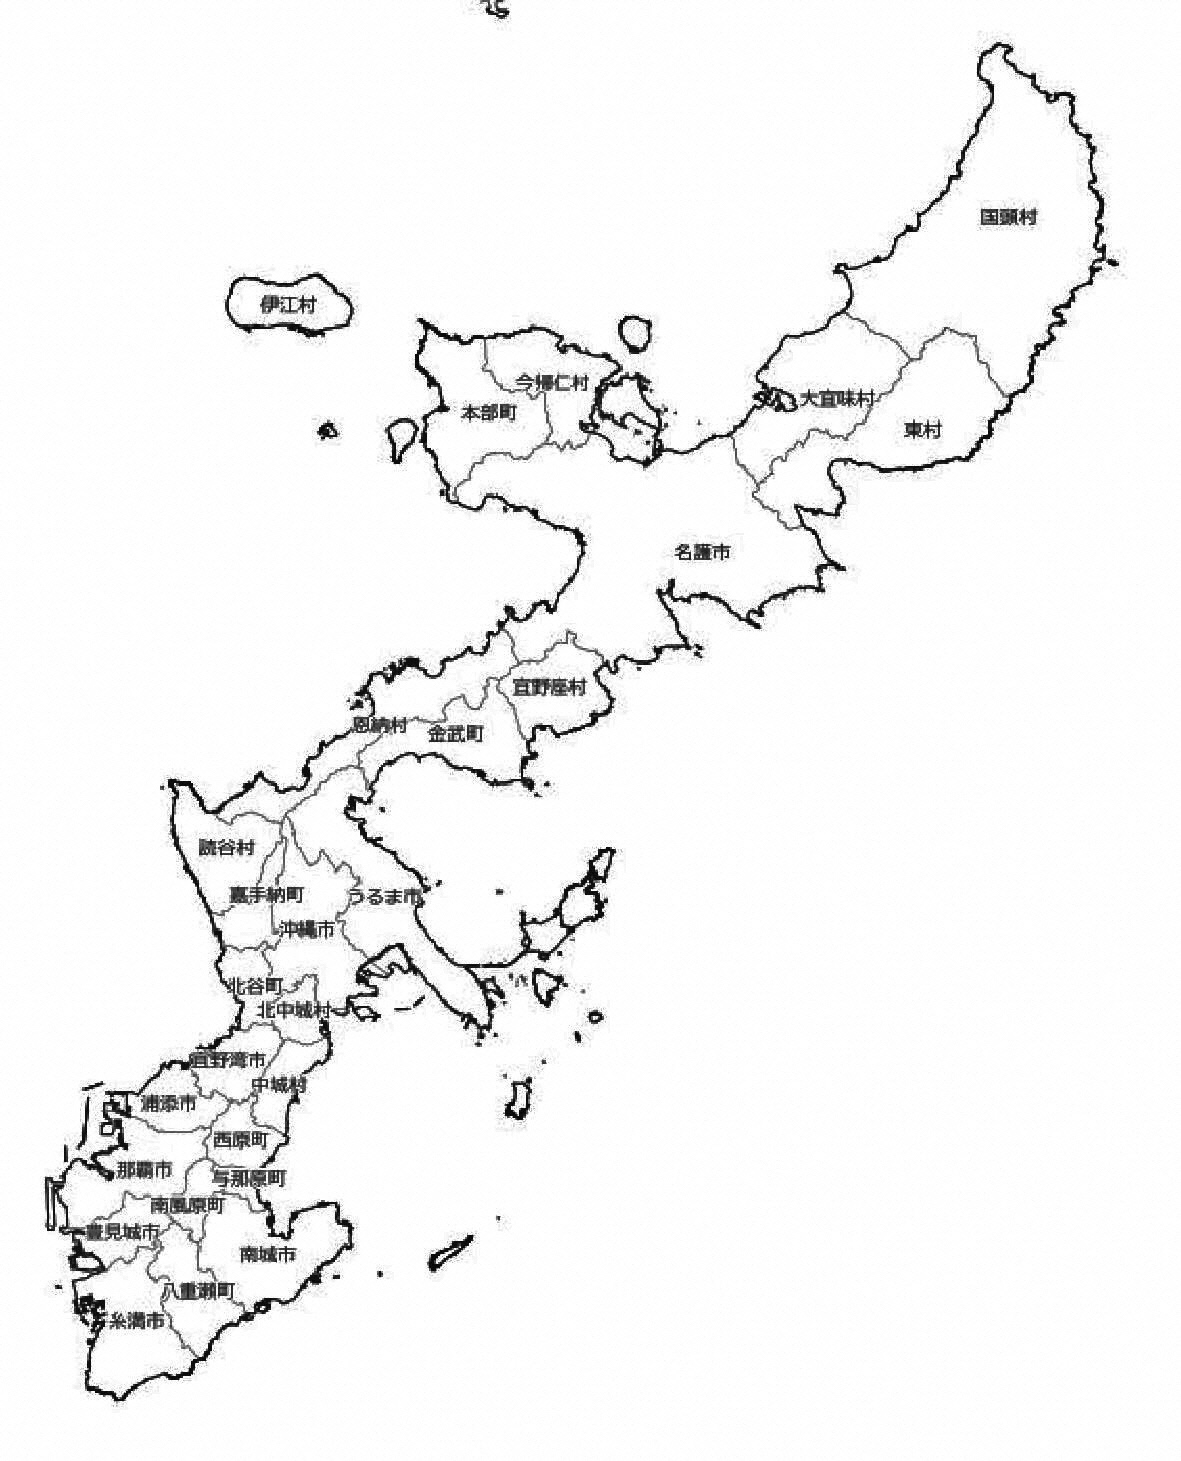 国頭村
伊江村
今帰仁村
大宜味村
本部町
東村
名護市
宜野座村
恩納村
金武町
読谷村
嘉手納町
うるま市
沖縄市
北谷町
北中城村
宜野湾市
中城村
浦添市
西原町
那覇市
与那原町
南風原町
豊見城市
南城市
八重瀬町
糸満市